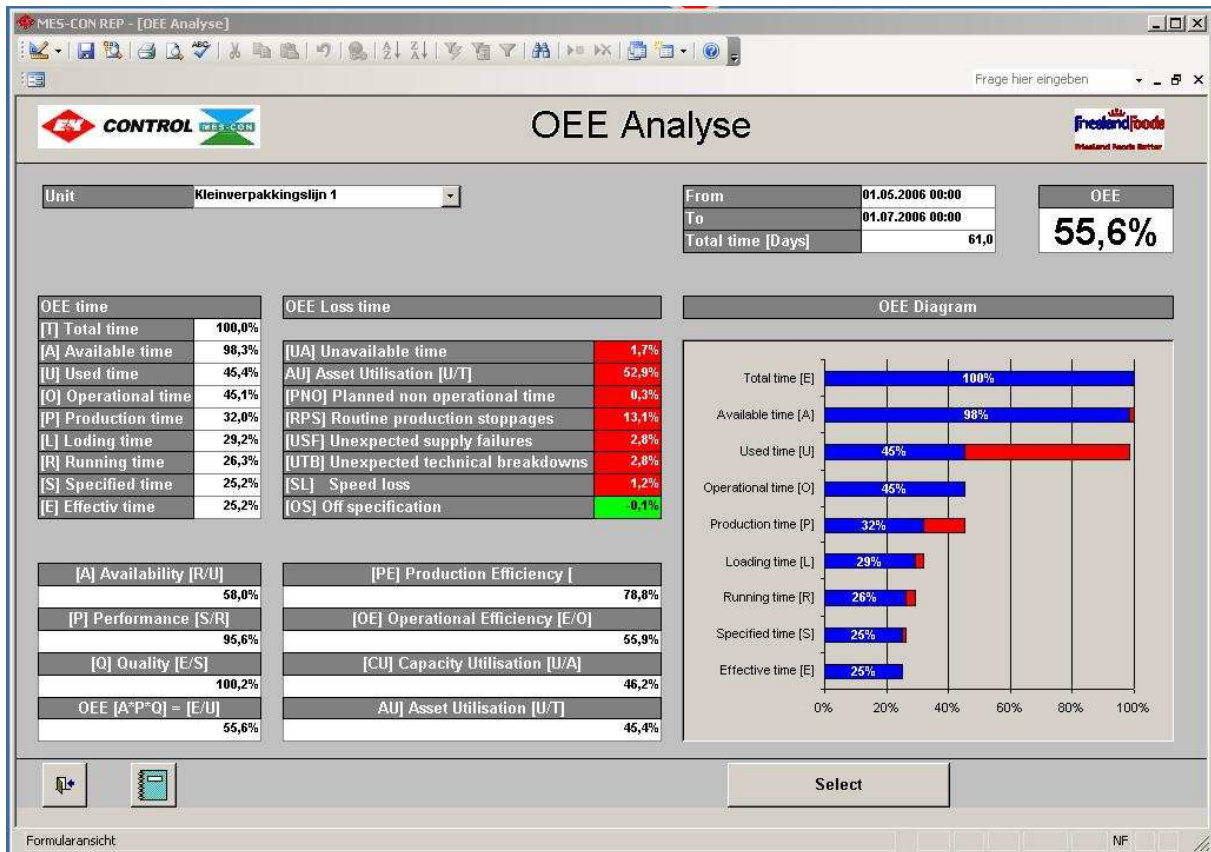 MES-CON REP - [OEE Analyse]
Frage hier eingeben
E&Y CONTROL MES-CON
OEE Analyse
Friesland Foods
Friesland Foods Botter
Unit Kleinverpakkingslijn 1
From 01.05.2006 00:00
To 01.07.2006 00:00
Total time [Days] 61,0
OEE
55,6%
OEE time
[T] Total time 100,0%
[A] Available time 98,3%
[U] Used time 45,4%
[O] Operational time 45,1%
[P] Production time 32,0%
[L] Loding time 29,2%
[R] Running time 26,3%
[S] Specified time 25,2%
[E] Effectiv time 25,2%
OEE Loss time
[UA] Unavailable time 1,7%
AU] Asset Utilisation [U/T] 52,9%
[PNO] Planned non operational time 0,3%
[RPS] Routine production stoppages 13,1%
[USF] Unexpected supply failures 2,8%
[UTB] Unexpected technical breakdowns 2,8%
[SL] Speed loss 1,2%
[OS] Off specification -0,1%
OEE Diagram
Total time [E] 100%
Available time [A] 98%
Used time [U] 45%
Operational time [O] 45%
Production time [P] 32%
Loading time [L] 29%
Running time [R] 26%
Specified time [S] 25%
Effective time [E] 25%
0% 20% 40% 60% 80% 100%
[A] Availability [R/U]
58,0%
[P] Performance [S/R]
95,6%
[Q] Quality [E/S]
100,2%
OEE [A*P*Q] = [E/U]
55,6%
[PE] Production Efficiency [
78,8%
[OE] Operational Efficiency [E/O]
55,9%
[CU] Capacity Utilisation [U/A]
46,2%
AU] Asset Utilisation [U/T]
45,4%
Select
Formularansicht
NF